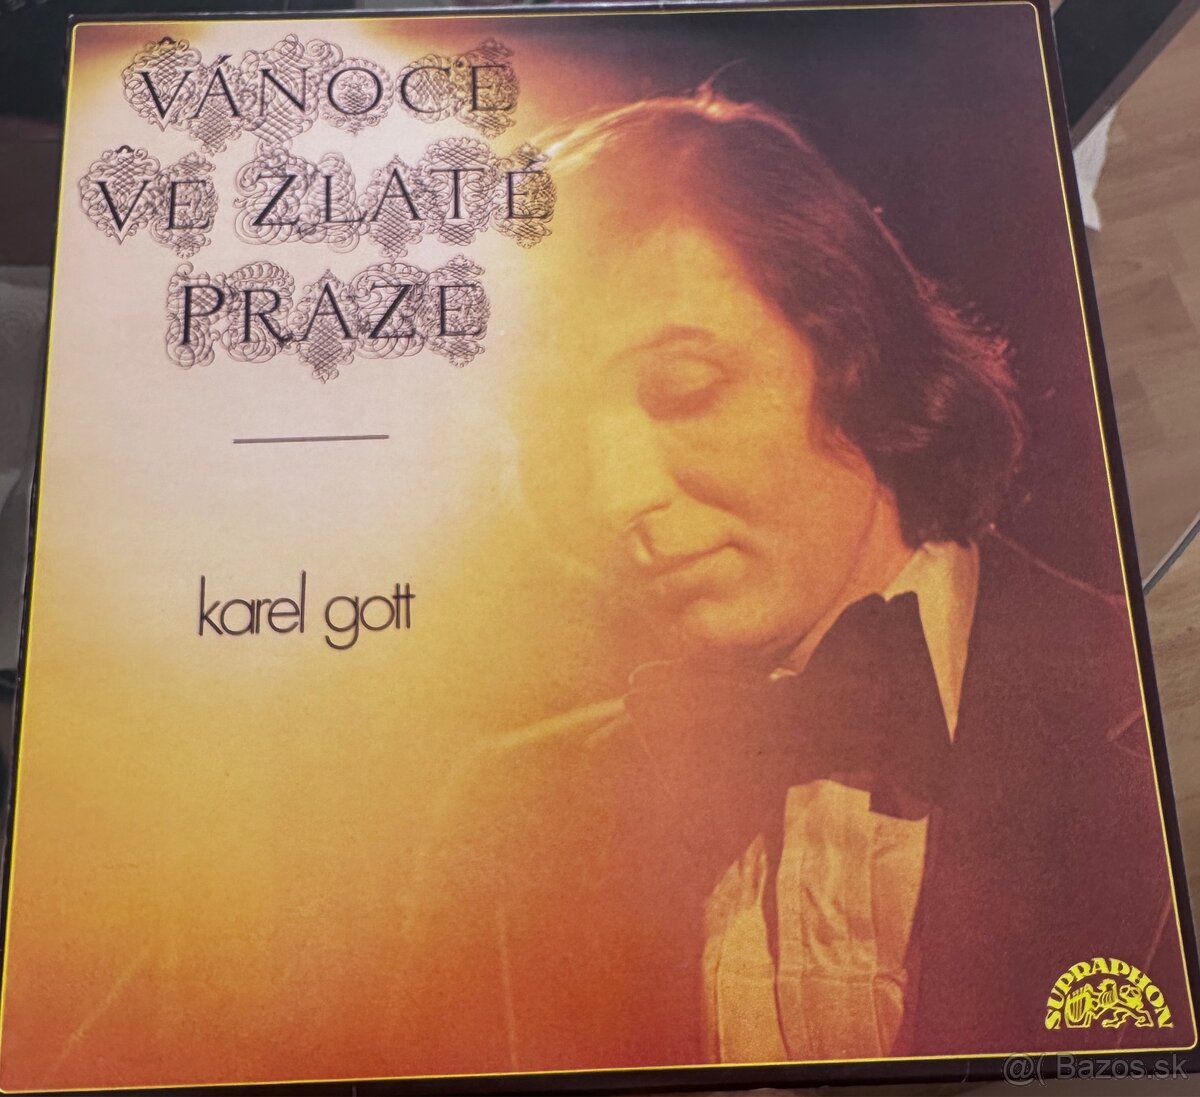 VÁNOCE
VE ZLATÉ
PRAZE
karel gott
SUPRAPHON
@( Bazos.sk